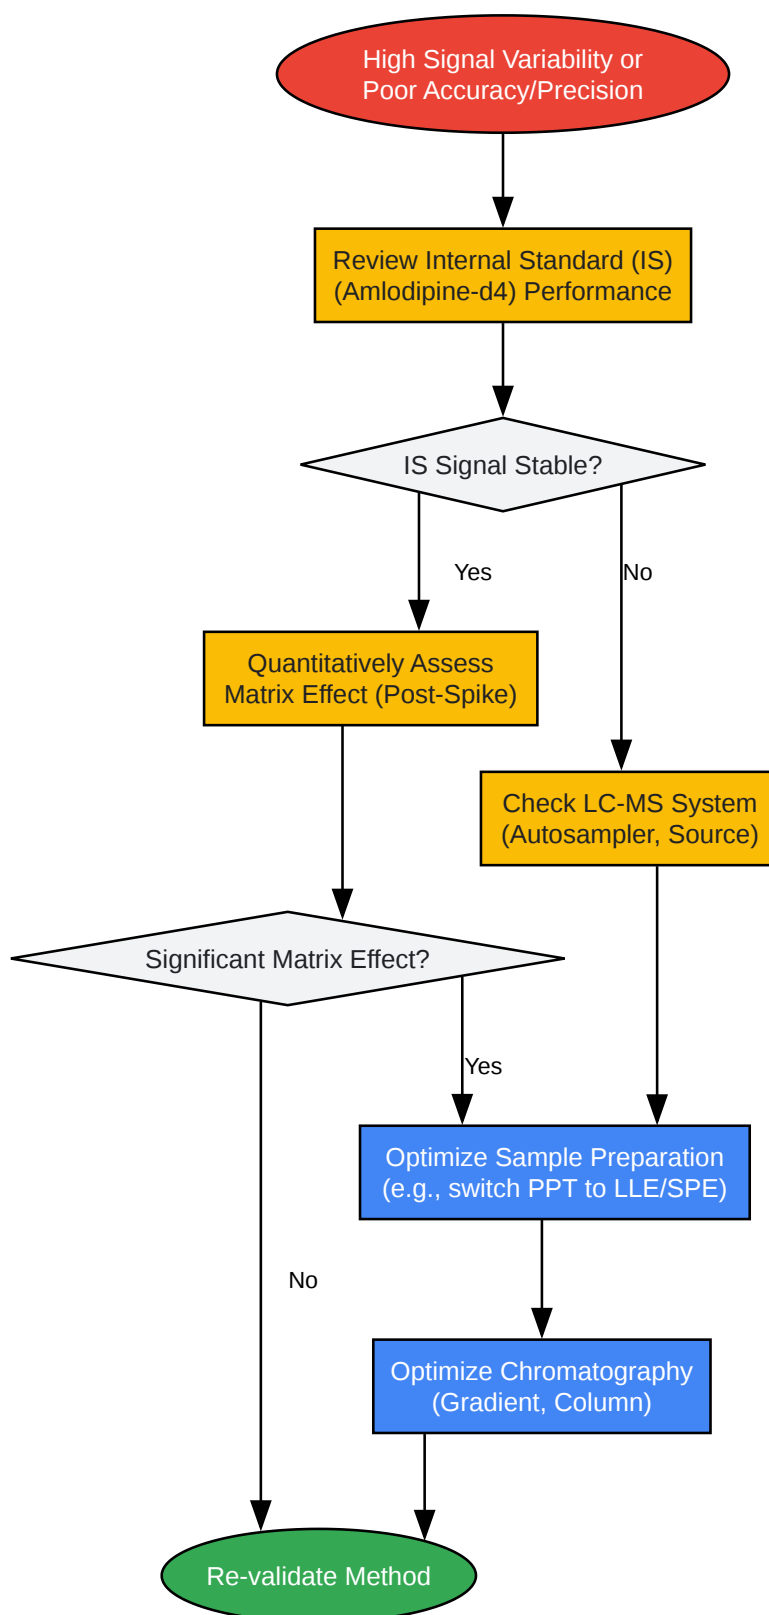 High Signal Variability or
Poor Accuracy/Precision
Review Internal Standard (IS)
(Amlodipine-d4) Performance
IS Signal Stable?
Yes
No
Quantitatively Assess
Matrix Effect (Post-Spike)
Check LC-MS System
(Autosampler, Source)
Significant Matrix Effect?
Yes
Optimize Sample Preparation
(e.g., switch PPT to LLE/SPE)
No
Optimize Chromatography
(Gradient, Column)
Re-validate Method